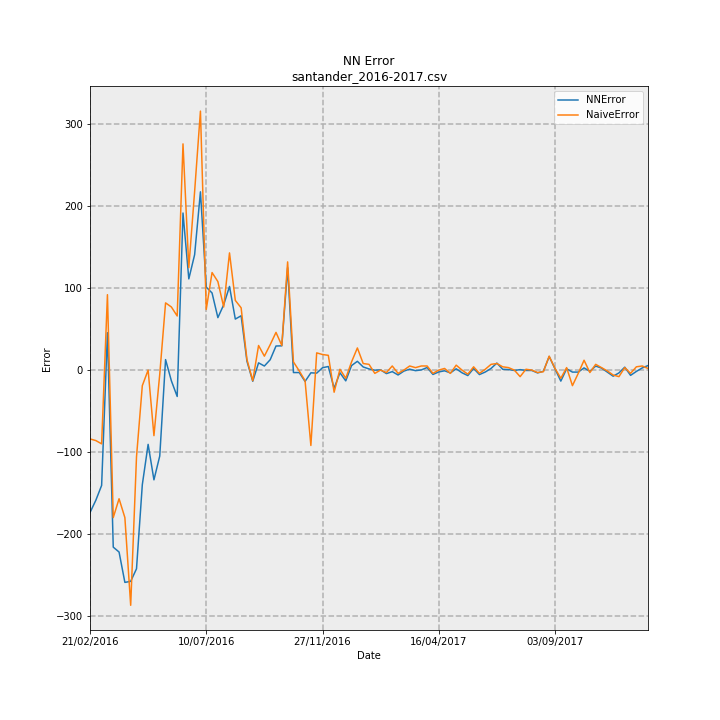 NN Error
santander_2016-2017.csv
NNError
NaiveError
300
200
100
0
−100
−200
−300
Error
21/02/2016 10/07/2016 27/11/2016 16/04/2017 03/09/2017
Date